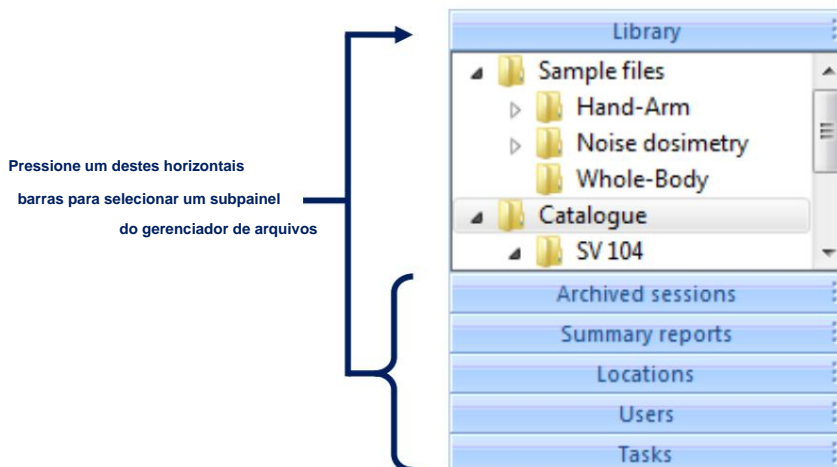 Library
Sample files
Hand-Arm
Noise dosimetry
Whole-Body
Catalogue
SV 104
Pressione um destes horizontais
barras para selecionar um subpainel
do gerenciador de arquivos
Archived sessions
Summary reports
Locations
Users
Tasks